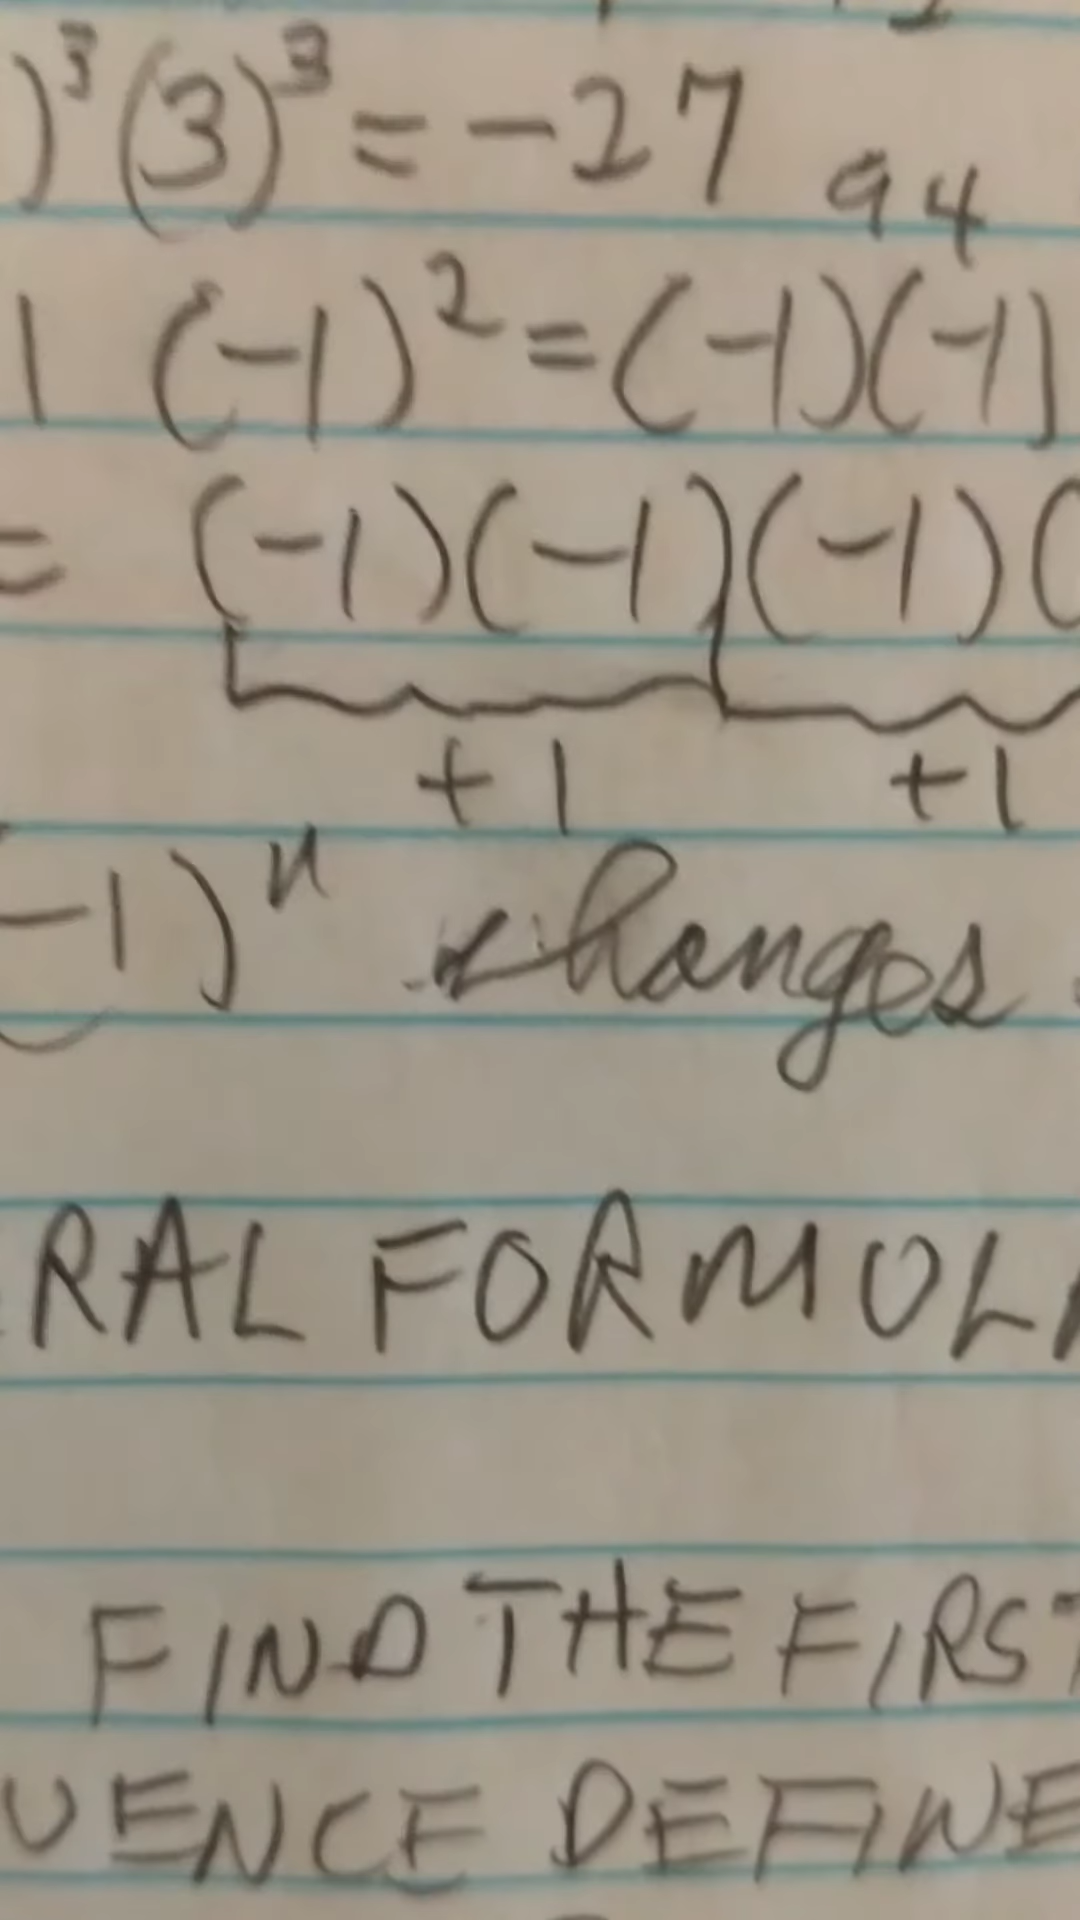 )³(3)³ = -27 a4
1 (-1)² = (-1)(-1)
= (-1)(-1)(-1)(
+1 +1
-1)ⁿ changes
RAL FORMUL
FIND THE FIRST
UENCE DEFINE